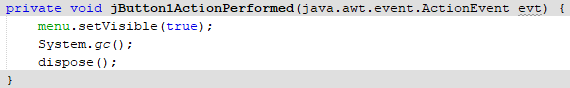 private void jButton1ActionPerformed(java.awt.event.ActionEvent evt) {
menu.setVisible(true);
System.gc();
dispose();
}